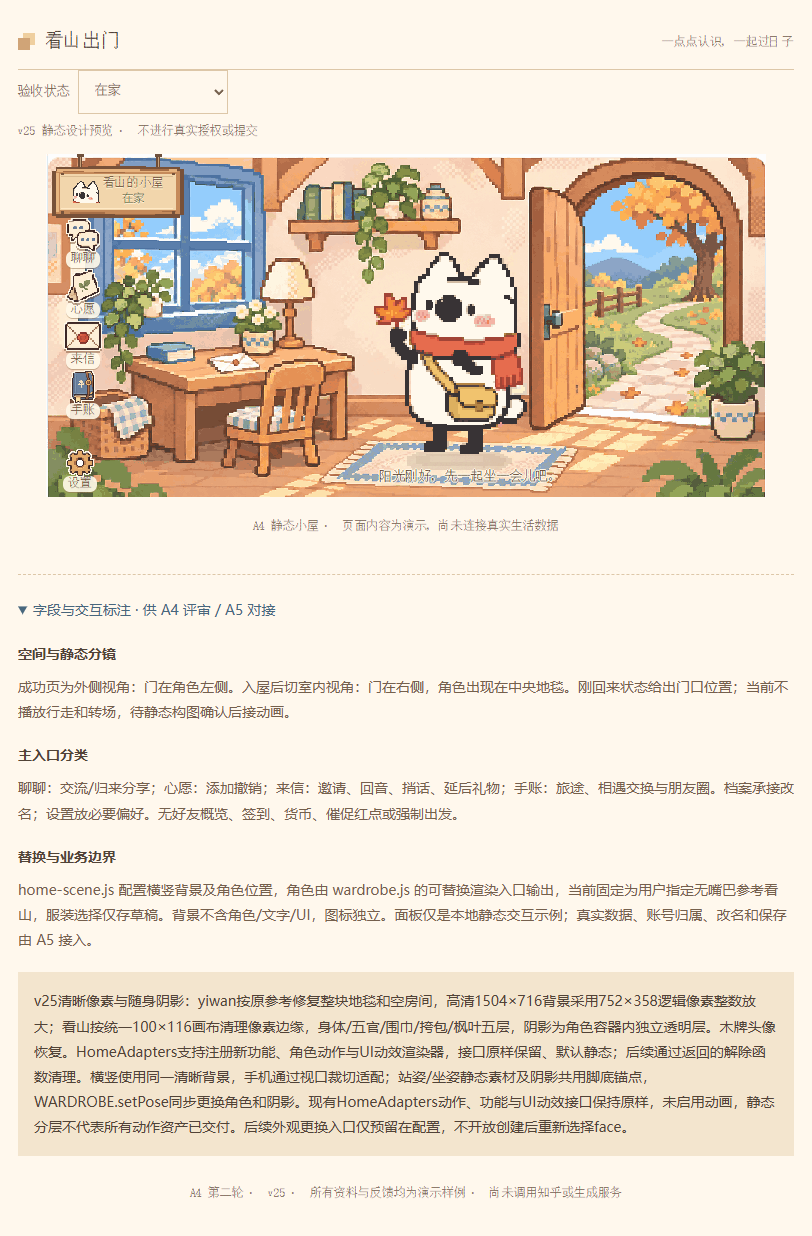 看山出门
一点点认识，一起过日子
验收状态
在家
v25 静态设计预览 · 不进行真实授权或提交
看山的小屋
在家
聊聊
心愿
来信
手账
设置
阳光刚好，先一起坐一会儿吧。
A4 静态小屋 · 页面内容为演示，尚未连接真实生活数据
▼ 字段与交互标注 · 供 A4 评审 / A5 对接
空间与静态分镜
成功页为外侧视角：门在角色左侧。入屋后切室内视角：门在右侧，角色出现在中央地毯。刚回来状态给出门口位置；当前不
播放行走和转场，待静态构图确认后接动画。
主入口分类
聊聊：交流/归来分享；心愿：添加撤销；来信：邀请、回音、捎话、延后礼物；手账：旅途、相遇交换与朋友圈。档案承接改
名；设置放必要偏好。无好友概览、签到、货币、催促红点或强制出发。
替换与业务边界
home-scene.js 配置横竖背景及角色位置，角色由 wardrobe.js 的可替换渲染入口输出，当前固定为用户指定无嘴巴参考看
山，服装选择仅存草稿。背景不含角色/文字/UI，图标独立。面板仅是本地静态交互示例；真实数据、账号归属、改名和保存
由 A5 接入。
v25清晰像素与随身阴影：yiwan按原参考修复整块地毯和空房间，高清1504×716背景采用752×358逻辑像素整数放
大；看山按统一100×116画布清理像素边缘，身体/五官/围巾/挎包/枫叶五层，阴影为角色容器内独立透明层。木牌头像
恢复。HomeAdapters支持注册新功能、角色动作与UI动效渲染器，接口原样保留、默认静态；后续通过返回的解除函
数清理。横竖使用同一清晰背景，手机通过视口裁切适配；站姿/坐姿静态素材及阴影共用脚底锚点，
WARDROBE.setPose同步更换角色和阴影。现有HomeAdapters动作、功能与UI动效接口保持原样，未启用动画，静态
分层不代表所有动作资产已交付。后续外观更换入口仅预留在配置，不开放创建后重新选择face。
A4 第二轮 · v25 · 所有资料与反馈均为演示样例 · 尚未调用知乎或生成服务